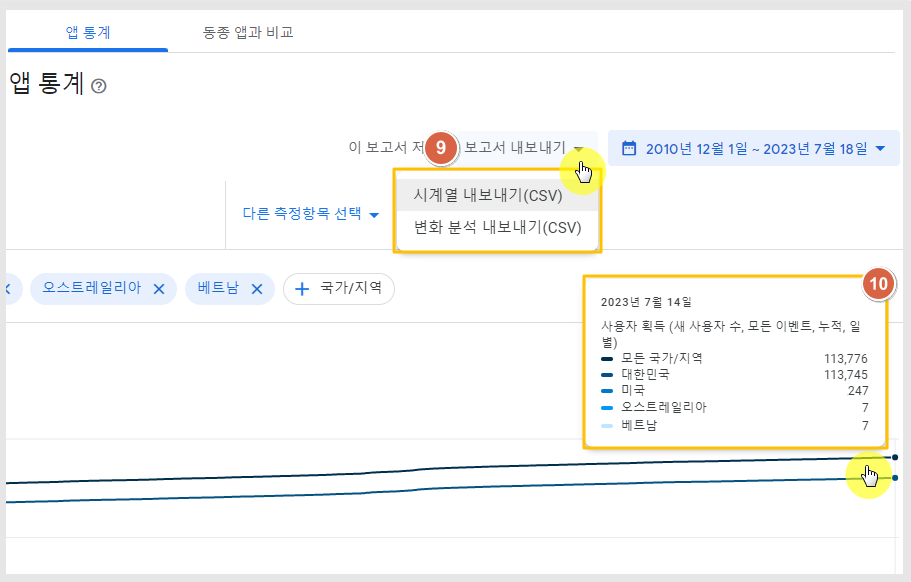 앱 통계 동종 앱과 비교
앱 통계 ?
이 보고서 저 9 보고서 내보내기 2010년 12월 1일 ~ 2023년 7월 18일
시계열 내보내기(CSV)
다른 측정항목 선택
변화 분석 내보내기(CSV)
오스트레일리아 베트남 + 국가/지역
10
2023년 7월 14일
사용자 획득 (새 사용자 수, 모든 이벤트, 누적, 일
별)
모든 국가/지역 113,776
대한민국 113,745
미국 247
오스트레일리아 7
베트남 7